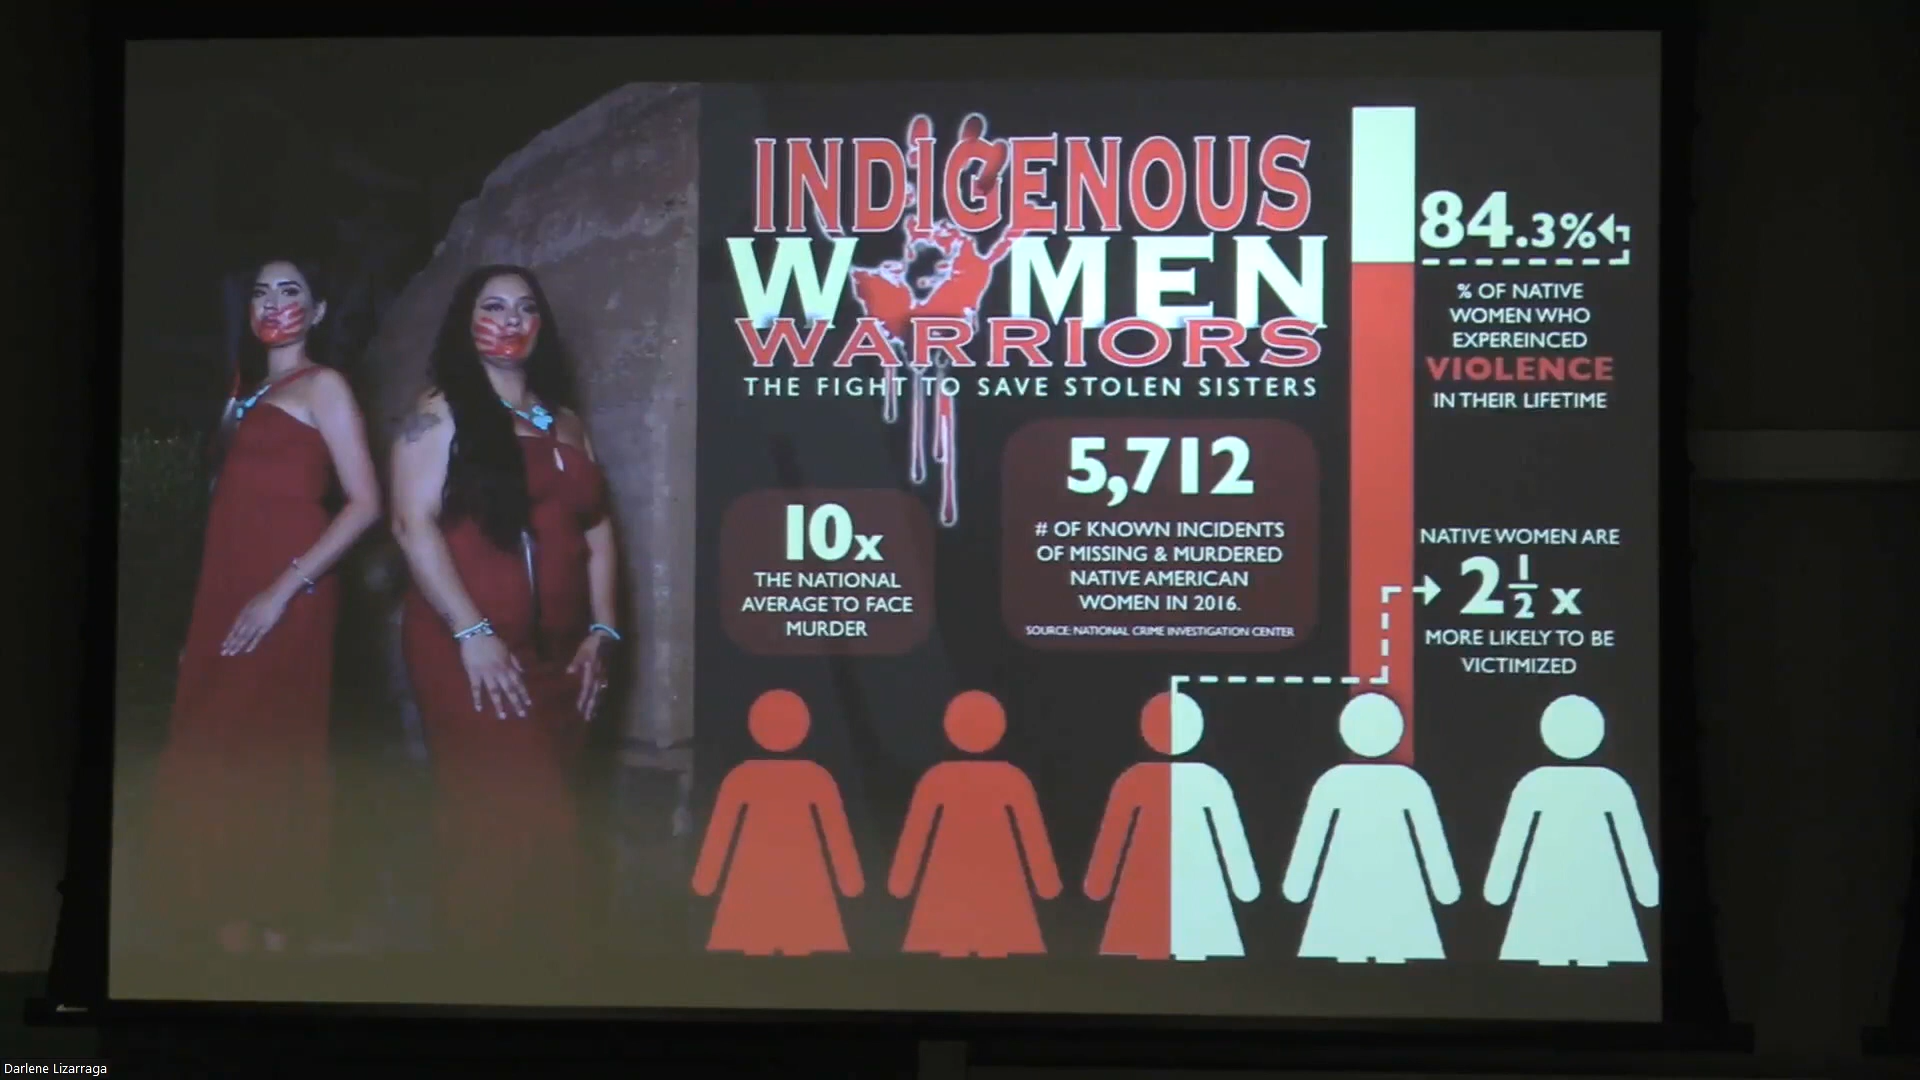 INDIGENOUS
WOMEN
WARRIORS
THE FIGHT TO SAVE STOLEN SISTERS
10x
THE NATIONAL
AVERAGE TO FACE
MURDER
5,712
# OF KNOWN INCIDENTS
OF MISSING & MURDERED
NATIVE AMERICAN
WOMEN IN 2016.
SOURCE: NATIONAL CRIME INVESTIGATION CENTER
84.3%
% OF NATIVE
WOMEN WHO
EXPEREINCED
VIOLENCE
IN THEIR LIFETIME
NATIVE WOMEN ARE
2 1/2 x
MORE LIKELY TO BE
VICTIMIZED
Darlene Lizarraga